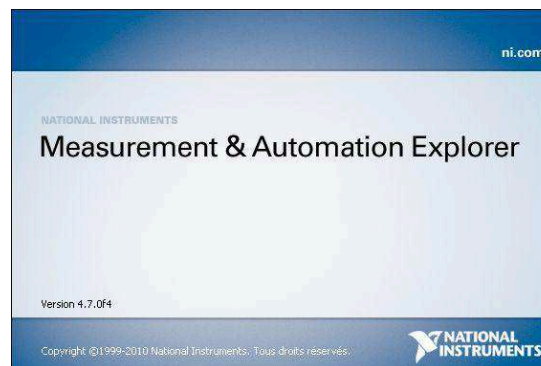 ni.com
NATIONAL INSTRUMENTS
Measurement & Automation Explorer
Version 4.7.0f4
Copyright ©1999-2010 National Instruments. Tous droits réservés.
NATIONAL
INSTRUMENTS